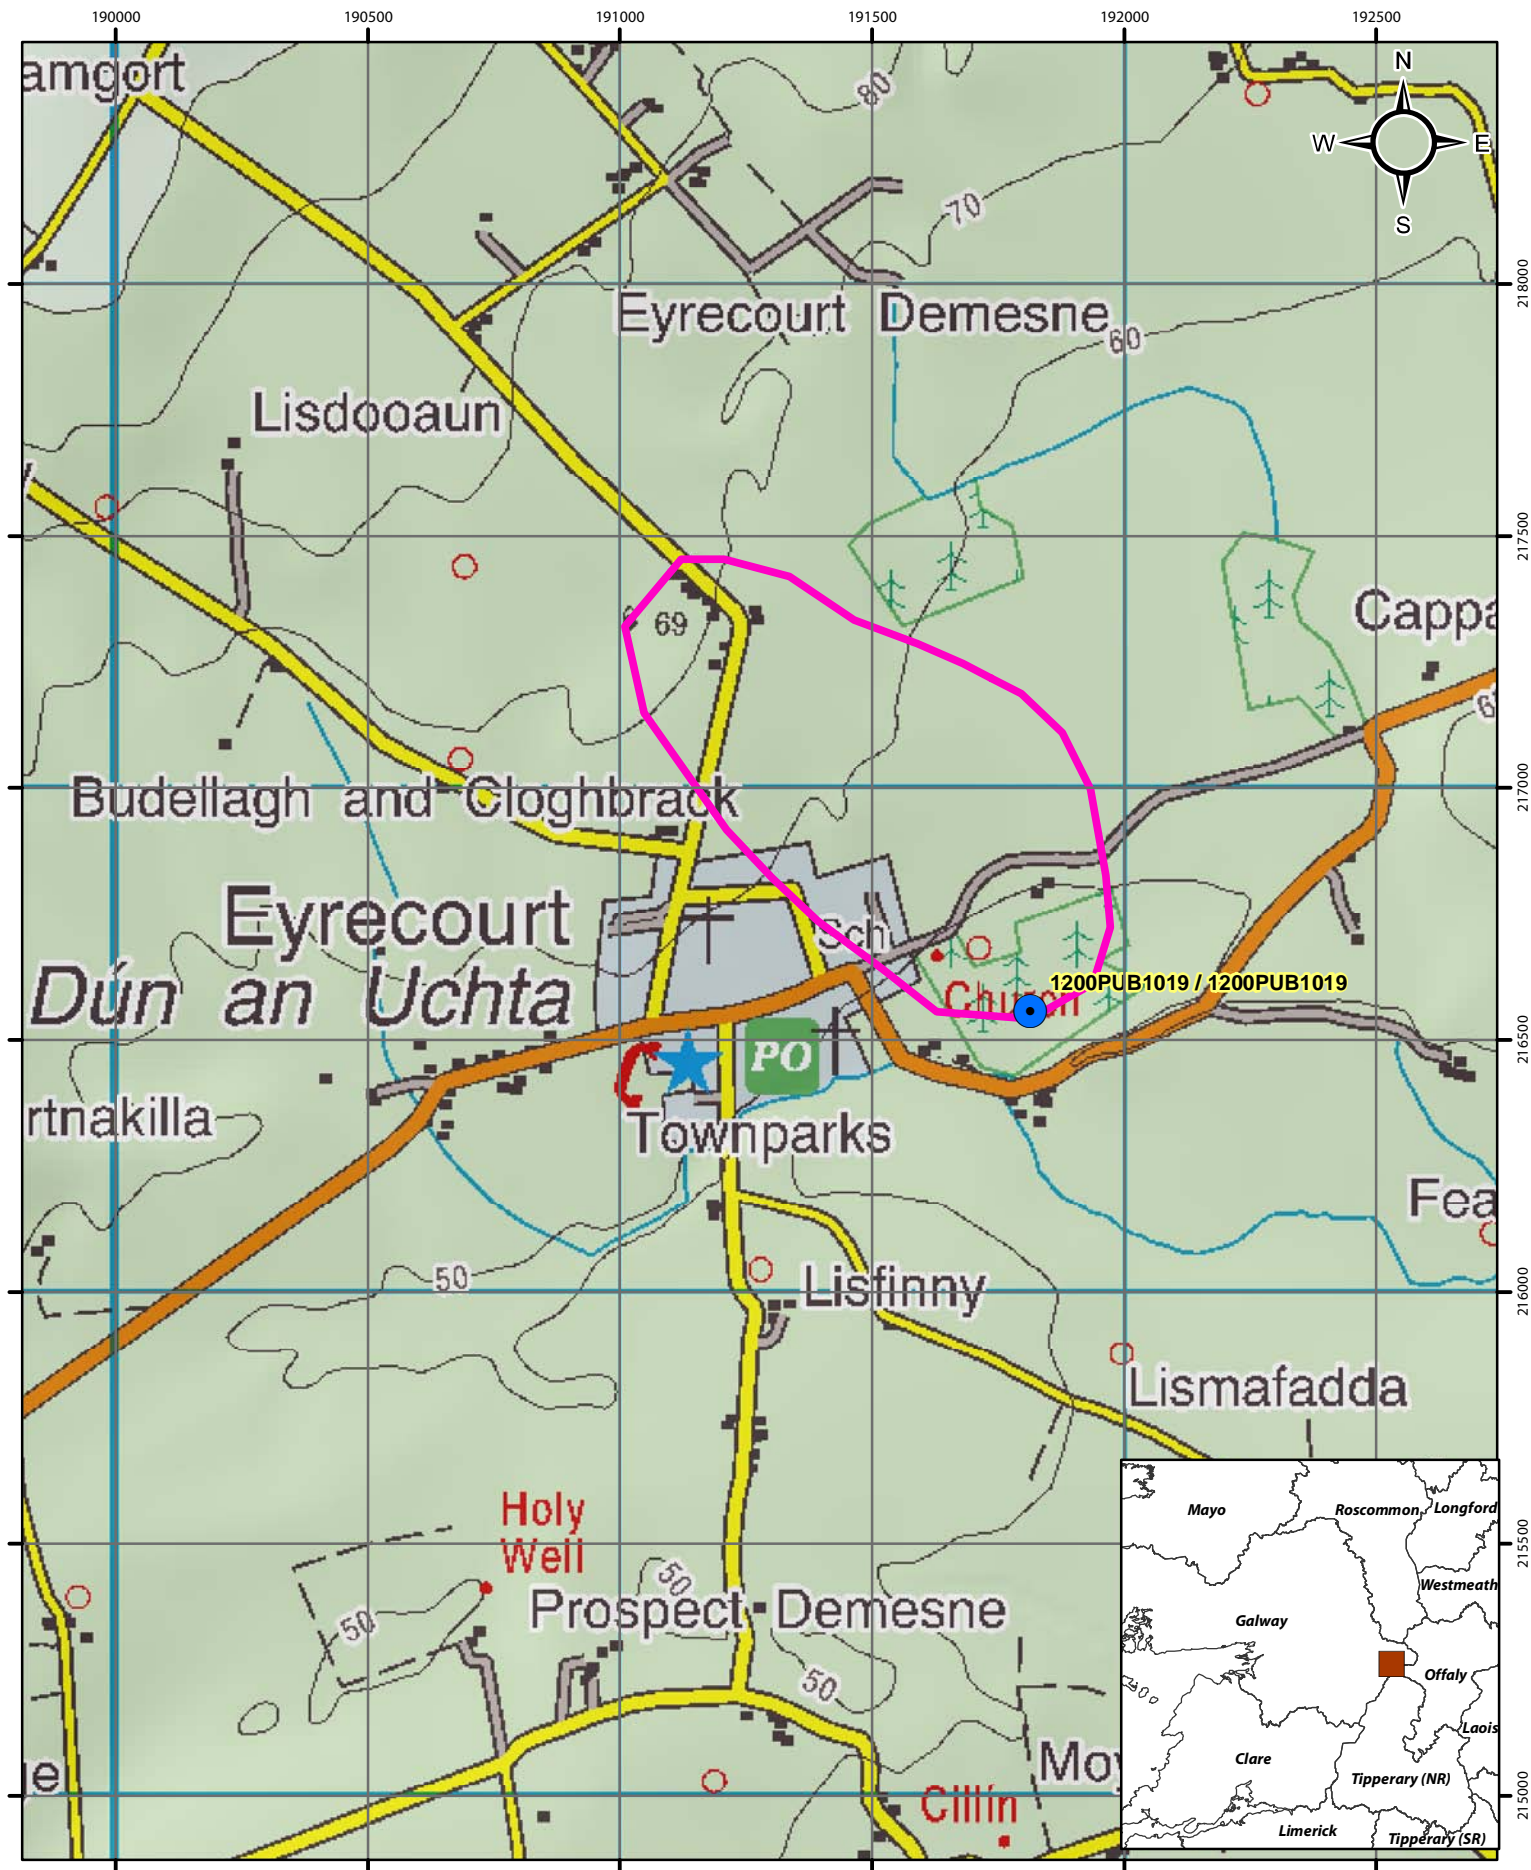 190000 190500 191000 191500 192000 192500
amgort
80
N
W E
S
70
218000
Eyrecourt Demesne
60
Lisdooaun
217500
69
Cappa
217000
Budellagh and Cloghbrack
Eyrecourt
Sch
Dún an Uchta
1200PUB1019 / 1200PUB1019
Church
216500
PO
rtnakilla
Townparks
Fea
50
Lisfinny
216000
Lismafadda
Holy
Well
215500
50
Prospect Demesne
50
50
Moy
Cillín
215000
Mayo
Roscommon
Longford
Westmeath
Galway
Offaly
Laois
Clare
Tipperary (NR)
Limerick
Tipperary (SR)